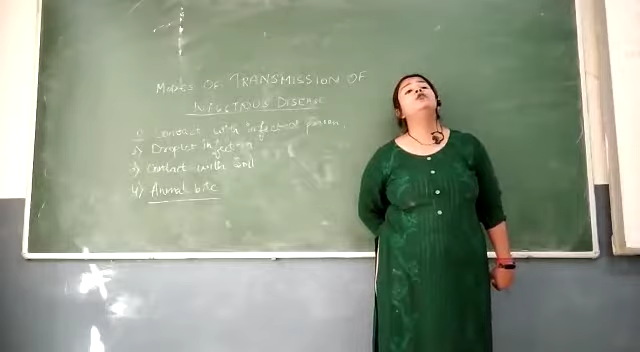 MODES OF TRANSMISSION OF
INFECTIOUS DISEASE
1) Contact with infected person.
2) Droplet Infection
3) Contact with Soil
4) Animal bite